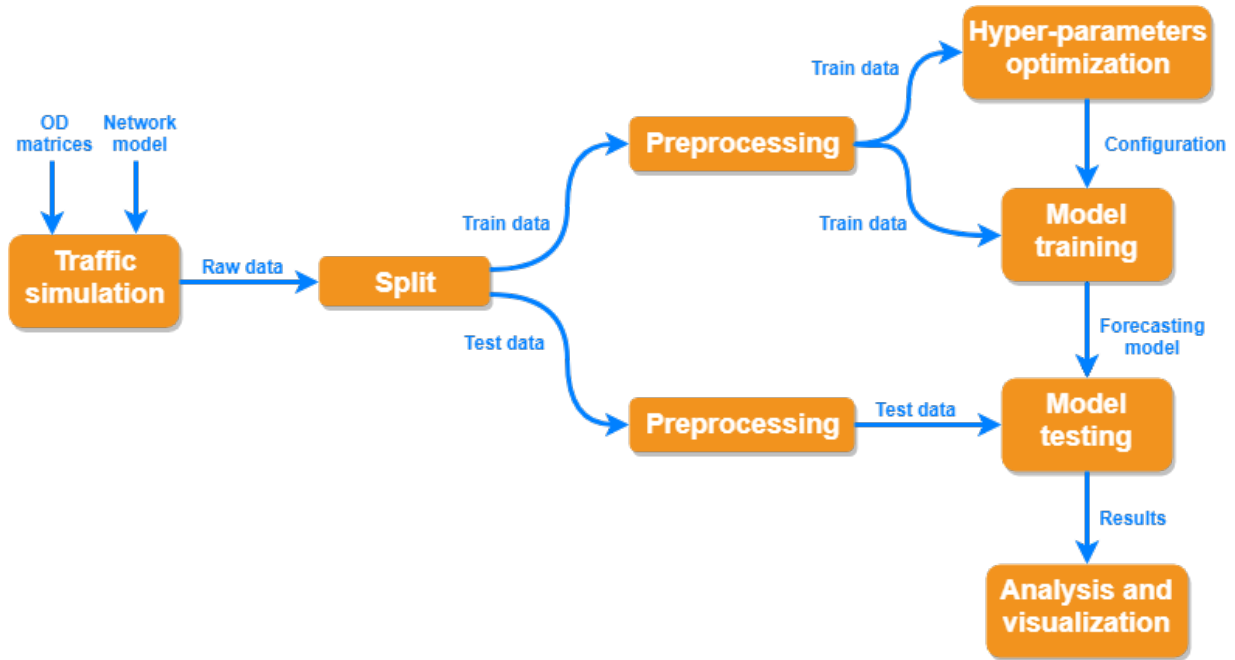 OD
matrices
Network
model
Traffic
simulation
Raw data
Split
Train data
Test data
Preprocessing
Preprocessing
Train data
Train data
Test data
Hyper-parameters
optimization
Configuration
Model
training
Forecasting
model
Model
testing
Results
Analysis and
visualization